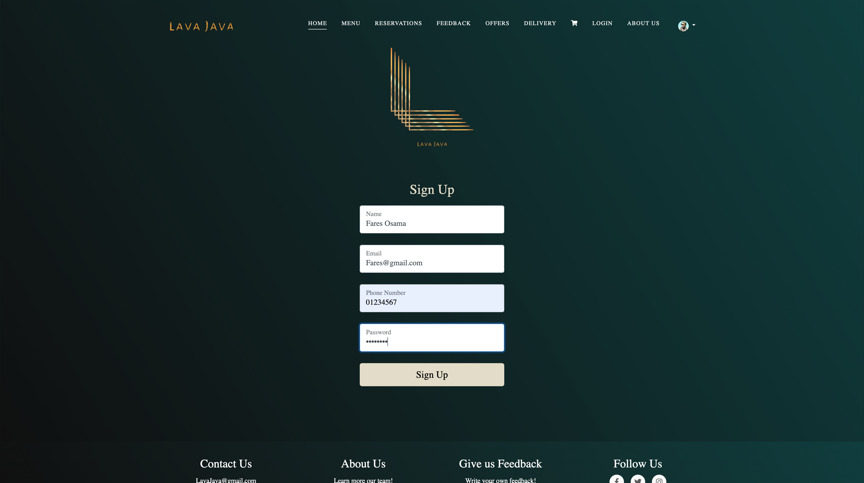 LAVA JAVA
HOME MENU RESERVATIONS FEEDBACK OFFERS DELIVERY LOGIN ABOUT US
LAVA JAVA
Sign Up
Name
Fares Osama
Email
Fares@gmail.com
Phone Number
01234567
Password
********
Sign Up
Contact Us About Us Give us Feedback Follow Us
LavaJava@gmail.com Learn more our team! Write your own feedback!